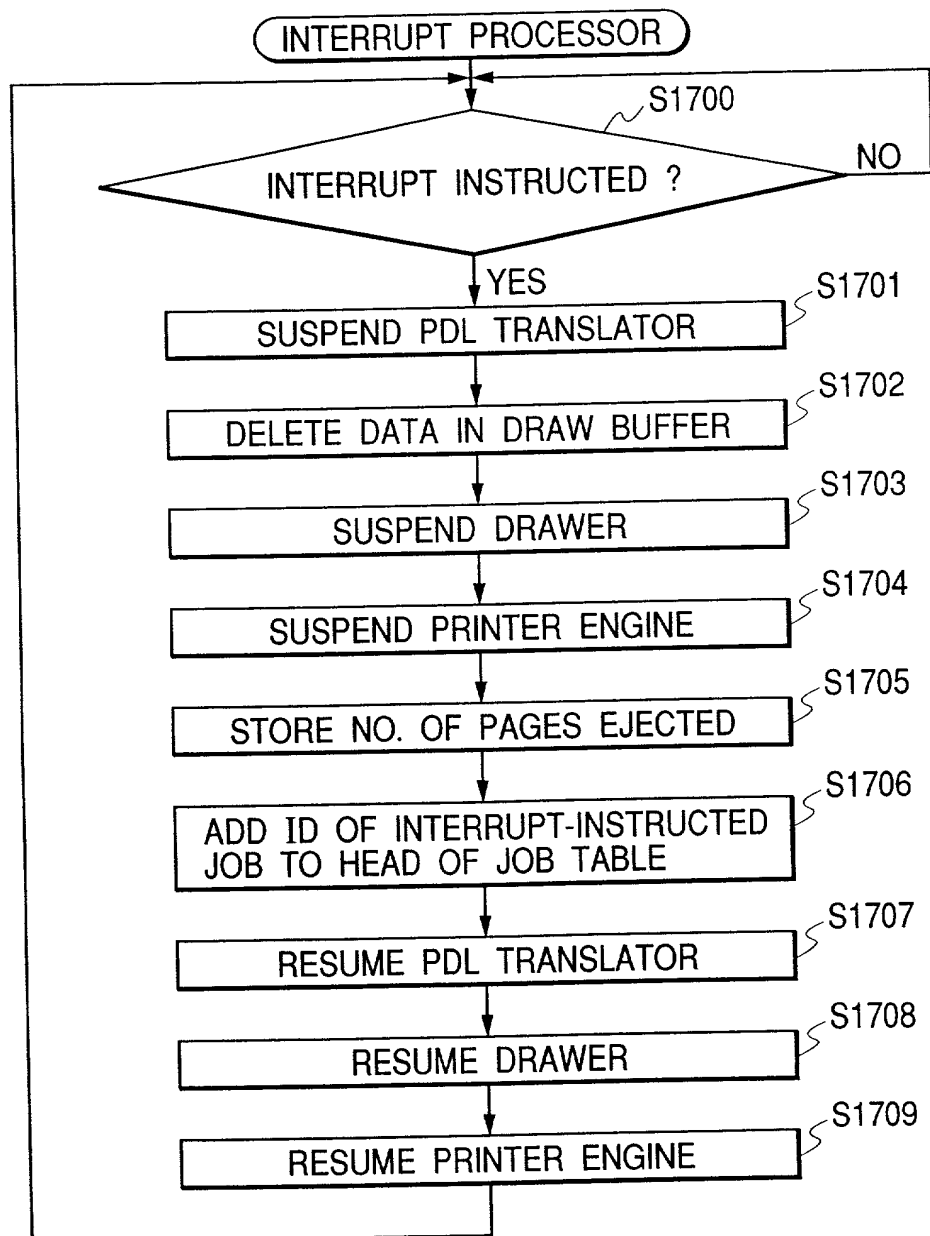 INTERRUPT PROCESSOR
S1700
INTERRUPT INSTRUCTED ?
NO
YES
S1701
SUSPEND PDL TRANSLATOR
S1702
DELETE DATA IN DRAW BUFFER
S1703
SUSPEND DRAWER
S1704
SUSPEND PRINTER ENGINE
S1705
STORE NO. OF PAGES EJECTED
S1706
ADD ID OF INTERRUPT-INSTRUCTED
JOB TO HEAD OF JOB TABLE
S1707
RESUME PDL TRANSLATOR
S1708
RESUME DRAWER
S1709
RESUME PRINTER ENGINE